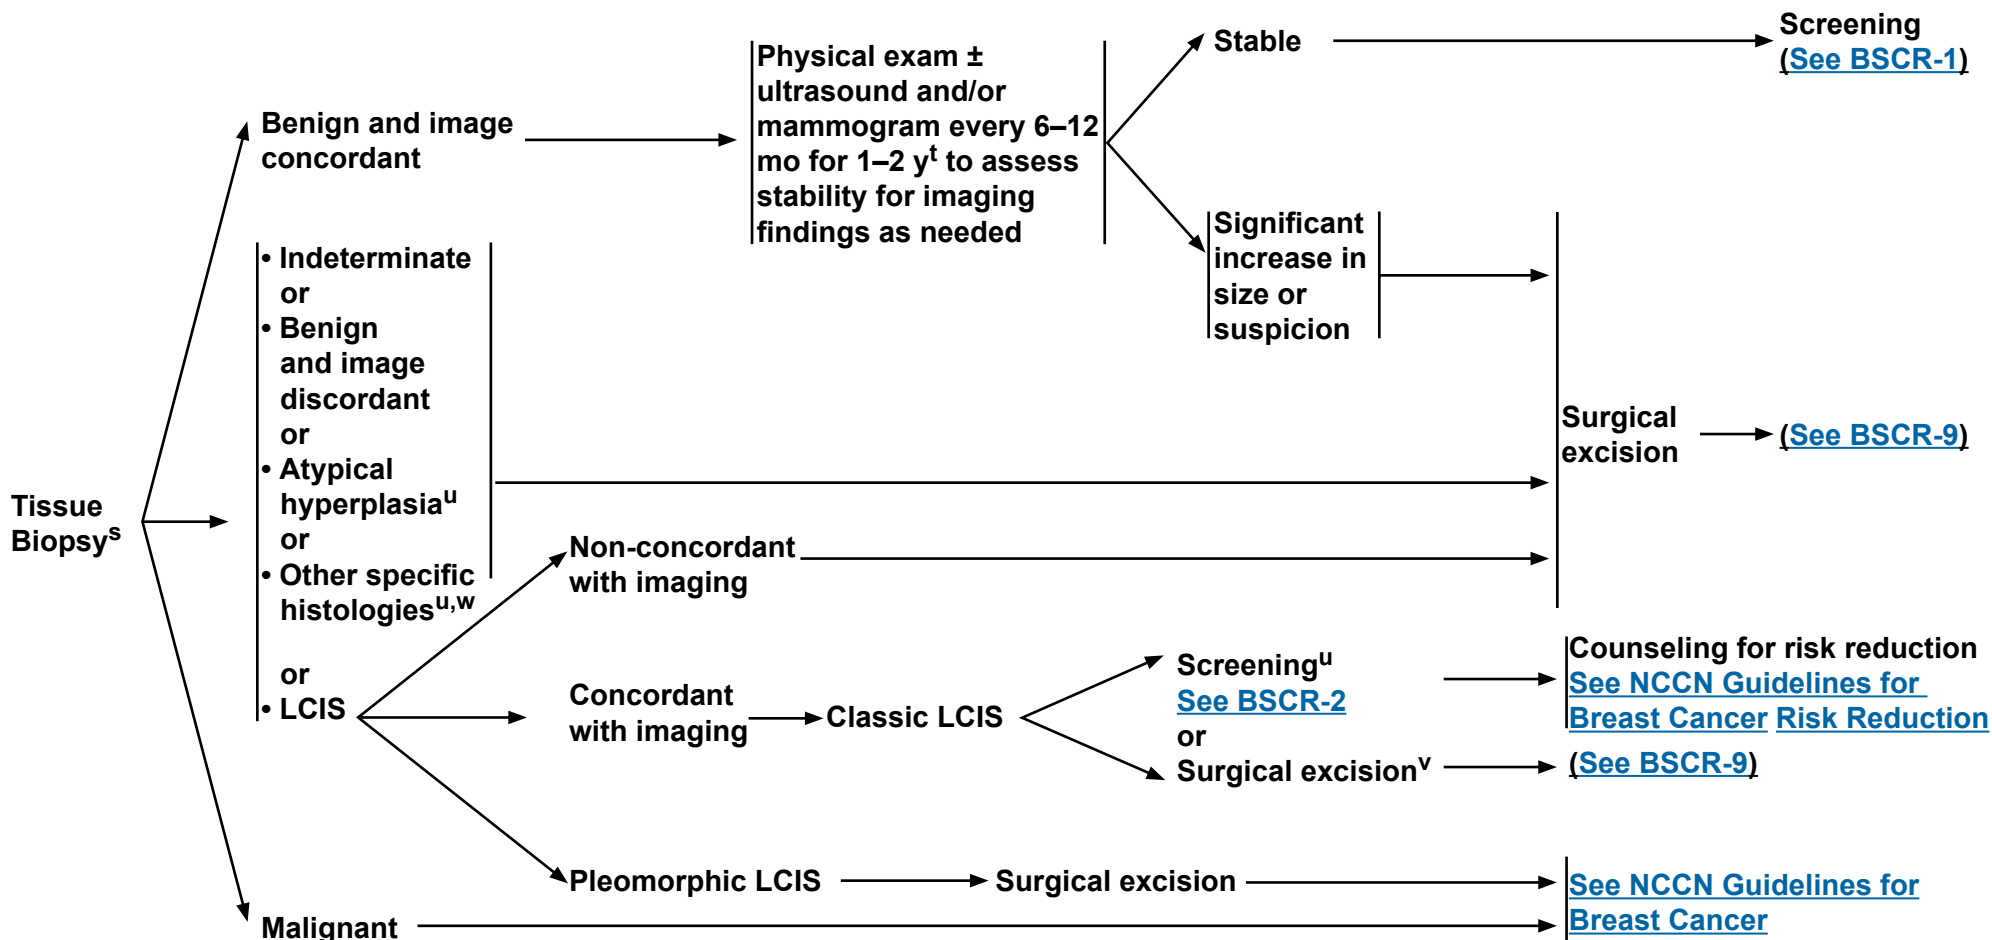 Tissue
Biopsys
Benign and image
concordant
Physical exam ±
ultrasound and/or
mammogram every 6–12
mo for 1–2 yt to assess
stability for imaging
findings as needed
Stable
Screening
(See BSCR-1)
Significant
increase in
size or
suspicion
• Indeterminate
or
• Benign
and image
discordant
or
• Atypical
hyperplasiau
or
• Other specific
histologiesu,w
or
• LCIS
Surgical
excision
(See BSCR-9)
Non-concordant
with imaging
Concordant
with imaging
Classic LCIS
Screeningu
See BSCR-2
or
Surgical excisionv
Counseling for risk reduction
See NCCN Guidelines for
Breast Cancer Risk Reduction
(See BSCR-9)
Pleomorphic LCIS
Surgical excision
See NCCN Guidelines for
Breast Cancer
Malignant